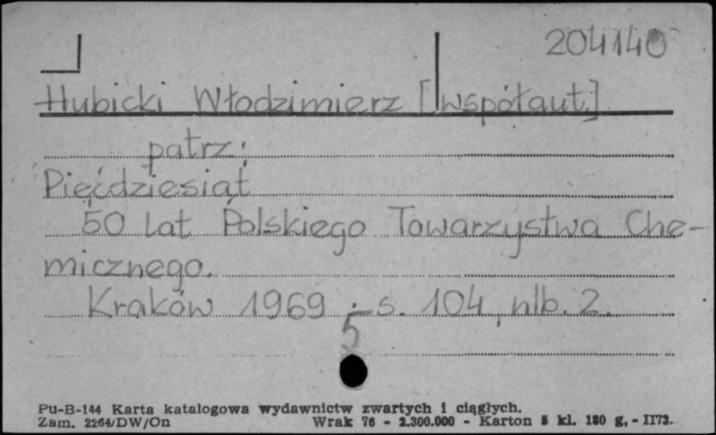 204140
Hubicki Włodzimierz [współaut.]
patrz:
Pięćdziesiąt
50 lat Polskiego Towarzystwa Che-
micznego.
Kraków 1969. s. 104, nlb. 2.
5
Pu-B-144 Karta katalogowa wydawnictw zwartych i ciągłych.
Zam. 2264/DW/On Wrak 76 - 2.300.000 - Karton 5 kl. 180 g. - II73.